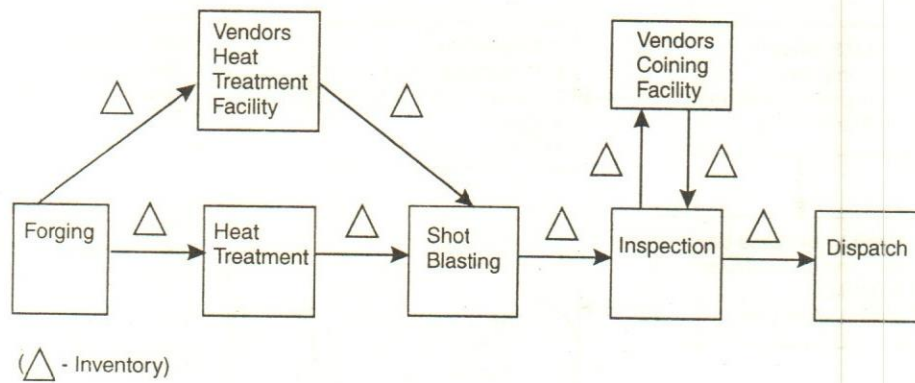 Vendors
Heat
Treatment
Facility
Vendors
Coining
Facility
Forging
Heat
Treatment
Shot
Blasting
Inspection
Dispatch
(△ - Inventory)